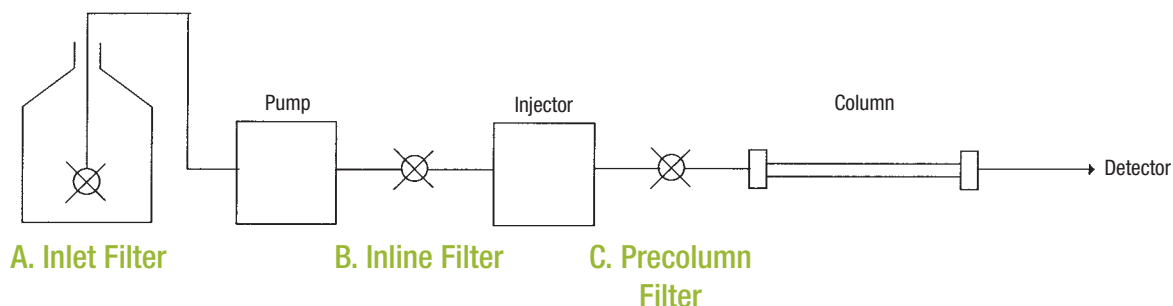 Pump
Injector
Column
Detector
A. Inlet Filter
B. Inline Filter
C. Precolumn
Filter